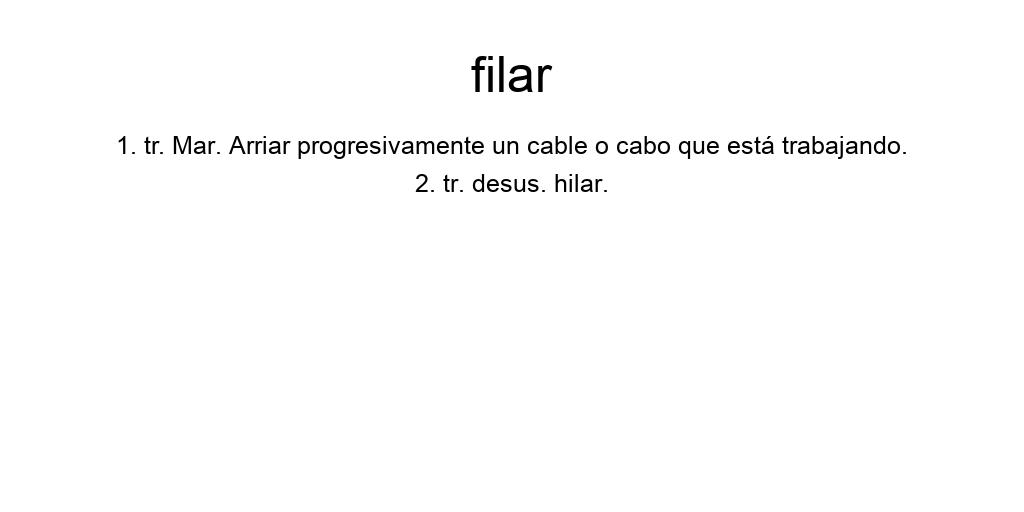 filar
1. tr. Mar. Arriar progresivamente un cable o cabo que está trabajando.
2. tr. desus. hilar.